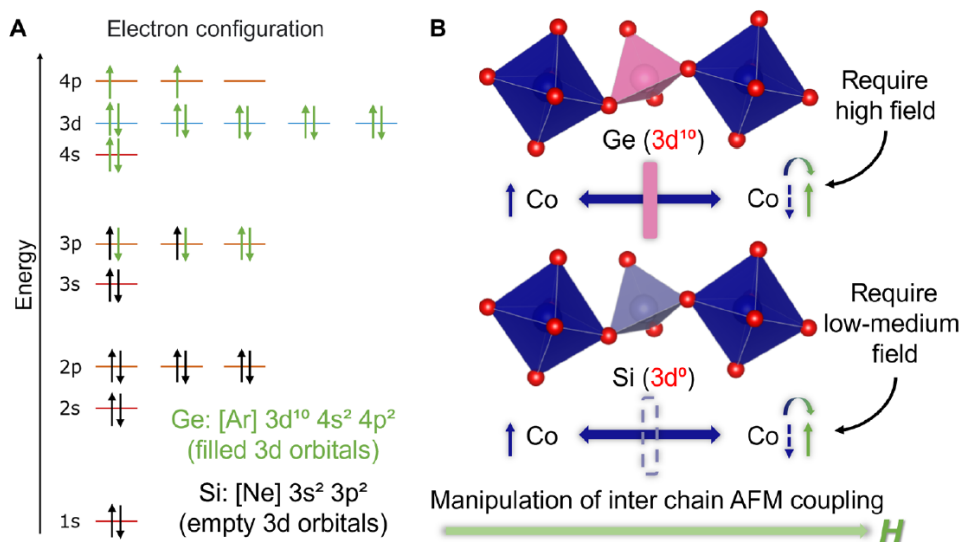 A
Electron configuration
Energy
4p
3d
4s
3p
3s
2p
2s
1s
Ge: [Ar] 3d¹⁰ 4s² 4p²
(filled 3d orbitals)
Si: [Ne] 3s² 3p²
(empty 3d orbitals)
B
Require
high field
Ge (3d¹⁰)
Co
Co
Require
low-medium
field
Si (3d⁰)
Co
Co
Manipulation of inter chain AFM coupling
H